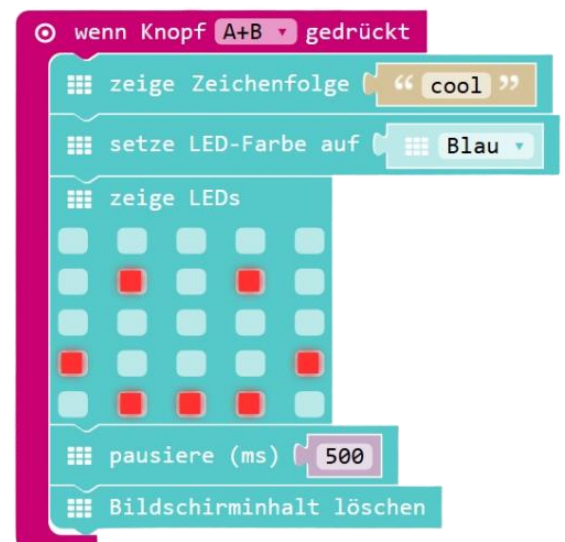 wenn Knopf A+B gedrückt
zeige Zeichenfolge “ cool ”
setze LED-Farbe auf Blau
zeige LEDs
pausiere (ms) 500
Bildschirminhalt löschen